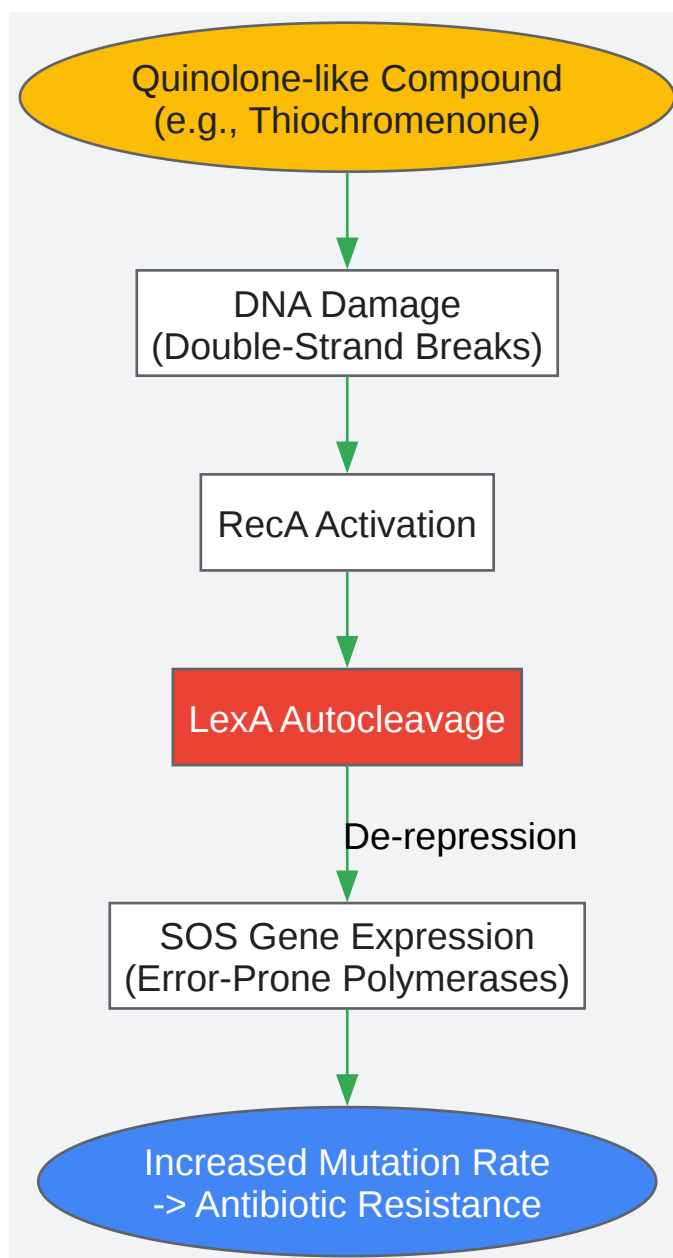 Quinolone-like Compound
(e.g., Thiochromenone)
DNA Damage
(Double-Strand Breaks)
RecA Activation
LexA Autocleavage
De-repression
SOS Gene Expression
(Error-Prone Polymerases)
Increased Mutation Rate
-> Antibiotic Resistance